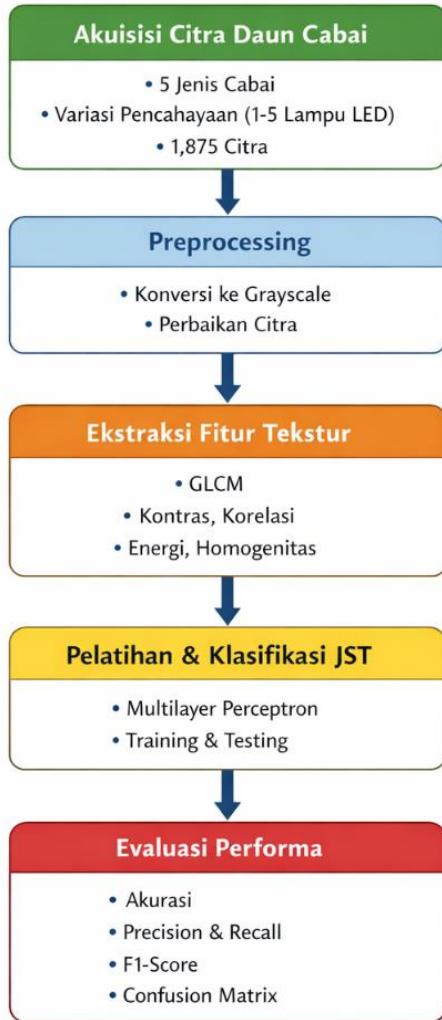 Akuisisi Citra Daun Cabai
• 5 Jenis Cabai
• Variasi Pencahayaan (1-5 Lampu LED)
• 1,875 Citra
Preprocessing
• Konversi ke Grayscale
• Perbaikan Citra
Ekstraksi Fitur Tekstur
• GLCM
• Kontras, Korelasi
• Energi, Homogenitas
Pelatihan & Klasifikasi JST
• Multilayer Perceptron
• Training & Testing
Evaluasi Performa
• Akurasi
• Precision & Recall
• F1-Score
• Confusion Matrix